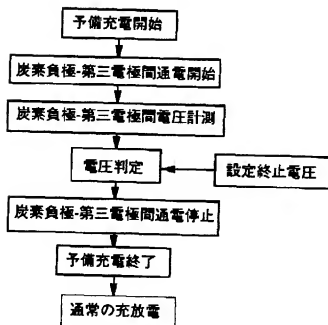 予備充電開始
炭素負極-第三電極間通電開始
炭素負極-第三電極間電圧計測
電圧判定
設定終止電圧
炭素負極-第三電極間通電停止
予備充電終了
通常の充放電